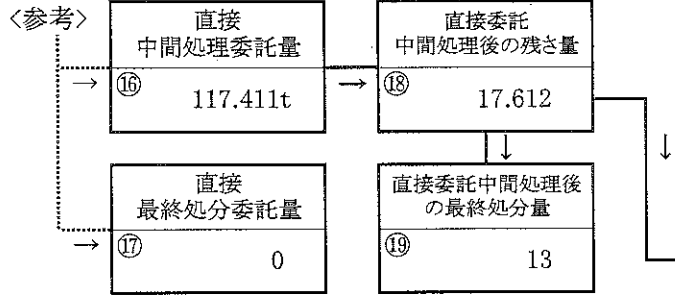 〈参考〉
直接
中間処理委託量
→
⑯
117.411t
→
直接委託
中間処理後の残さ量
⑱
17.612
↓
↓
直接
最終処分委託量
→
⑰
0
直接委託中間処理後
の最終処分量
⑲
13